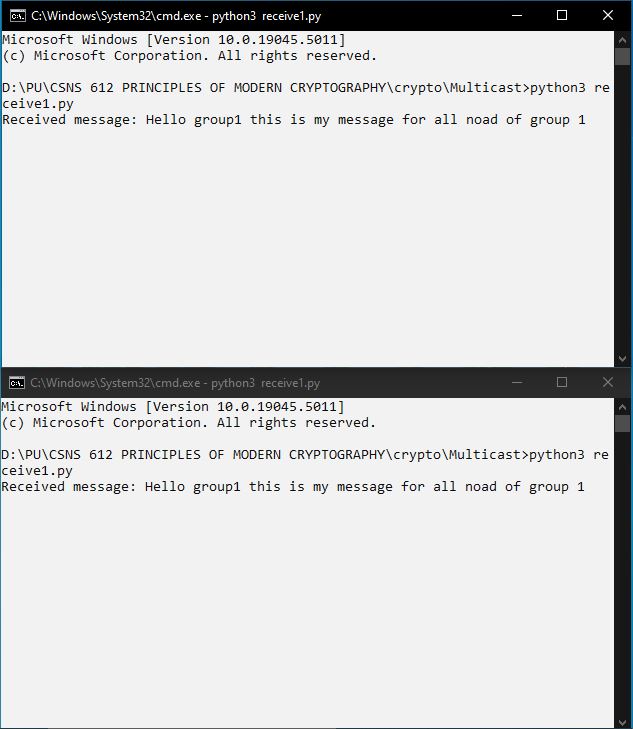 C:\Windows\System32\cmd.exe - python3 receive1.py
Microsoft Windows [Version 10.0.19045.5011]
(c) Microsoft Corporation. All rights reserved.
D:\PU\CSNS 612 PRINCIPLES OF MODERN CRYPTOGRAPHY\crypto\Multicast>python3 re
ceive1.py
Received message: Hello group1 this is my message for all noad of group 1
C:\Windows\System32\cmd.exe - python3 receive1.py
Microsoft Windows [Version 10.0.19045.5011]
(c) Microsoft Corporation. All rights reserved.
D:\PU\CSNS 612 PRINCIPLES OF MODERN CRYPTOGRAPHY\crypto\Multicast>python3 re
ceive1.py
Received message: Hello group1 this is my message for all noad of group 1